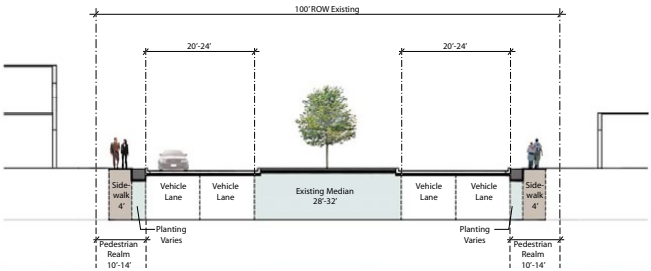 100' ROW Existing
20'-24'
20'-24'
Side-
walk
4'
Vehicle
Lane
Vehicle
Lane
Existing Median
28'-32'
Vehicle
Lane
Vehicle
Lane
Side-
walk
4'
Planting
Varies
Planting
Varies
Pedestrian
Realm
10'-14'
Pedestrian
Realm
10'-14'